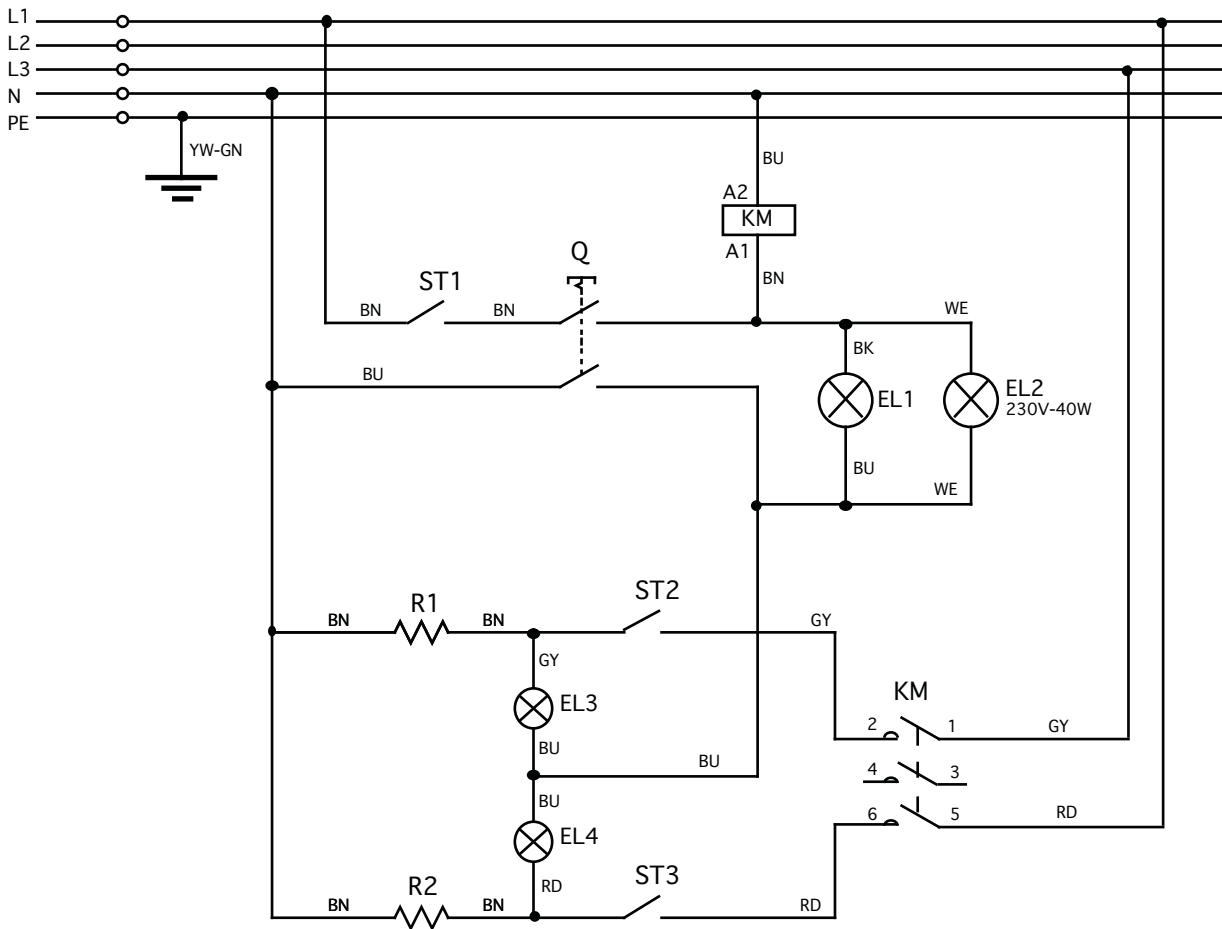 L1
L2
L3
N
PE
YW-GN
BU
A2
KM
A1
BN
Q
ST1
BN
BN
WE
BK
EL1
EL2
230V-40W
BU
BU
WE
R1
ST2
BN
BN
GY
GY
EL3
BU
KM
2
1
GY
BU
4
3
BU
EL4
6
5
RD
R2
RD
ST3
BN
BN
RD